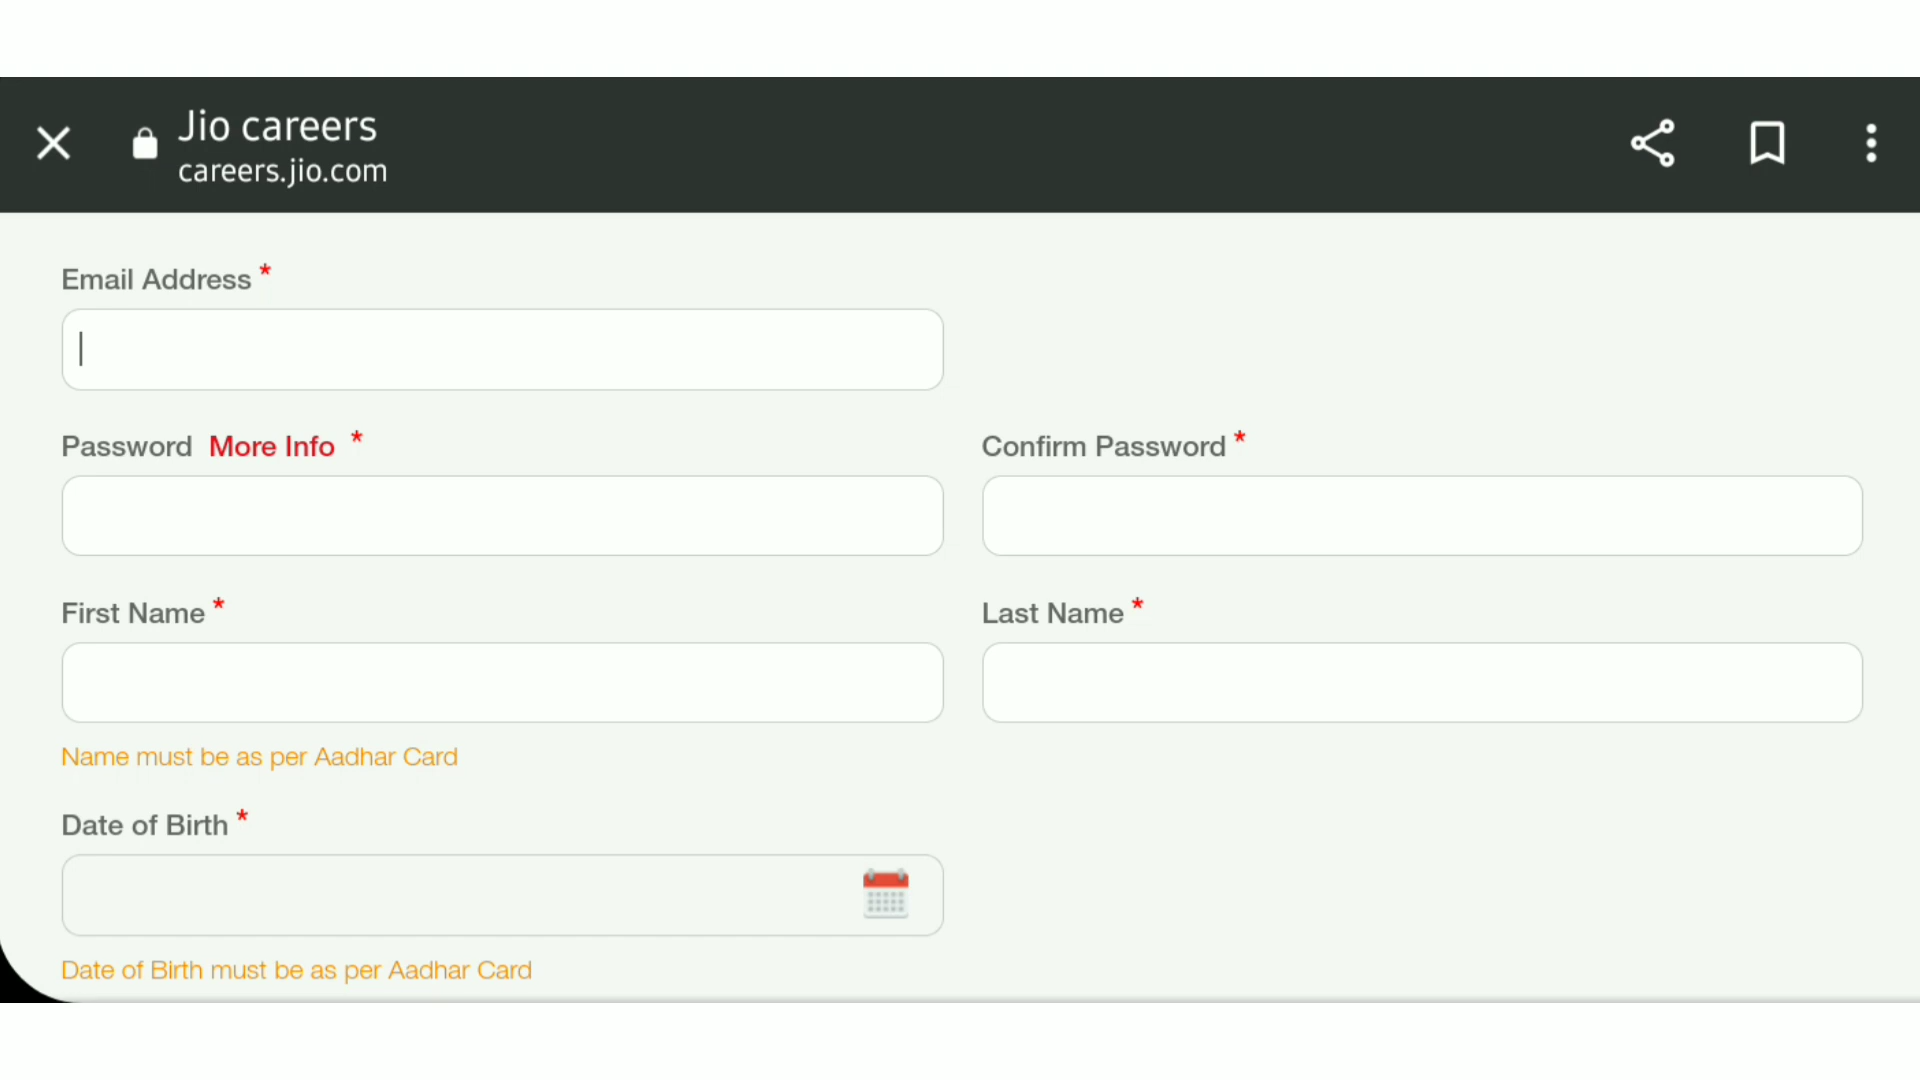 Jio careers
careers.jio.com
Email Address *
Password More Info *
Confirm Password *
First Name *
Last Name *
Name must be as per Aadhar Card
Date of Birth *
Date of Birth must be as per Aadhar Card